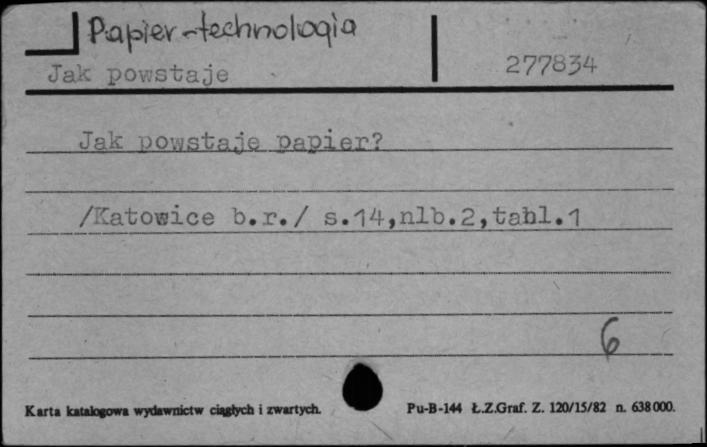 Papier-technologia
Jak powstaje 277834
Jak powstaje papier?
/Katowice b.r./ s.14,nlb.2,tabl.1
6
Karta katalogowa wydawnictw ciągłych i zwartych. Pu-B-144 Ł.Z.Graf. Z. 120/15/82 n. 638000.